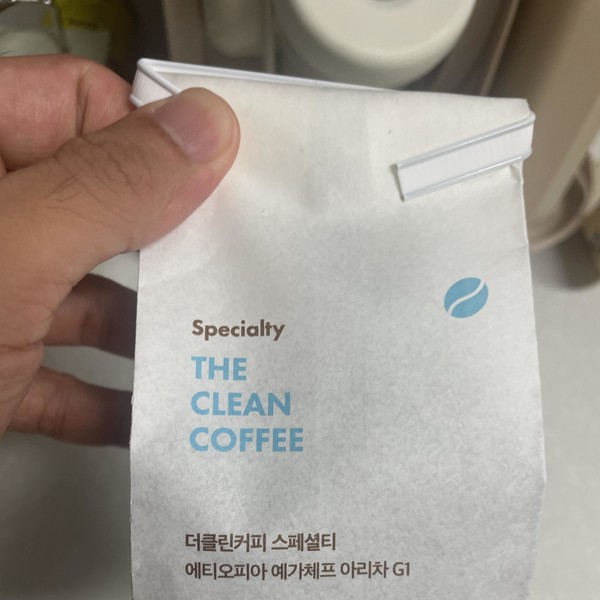 Specialty
THE
CLEAN
COFFEE
더클린커피 스페셜티
에티오피아 예가체프 아리차 G1